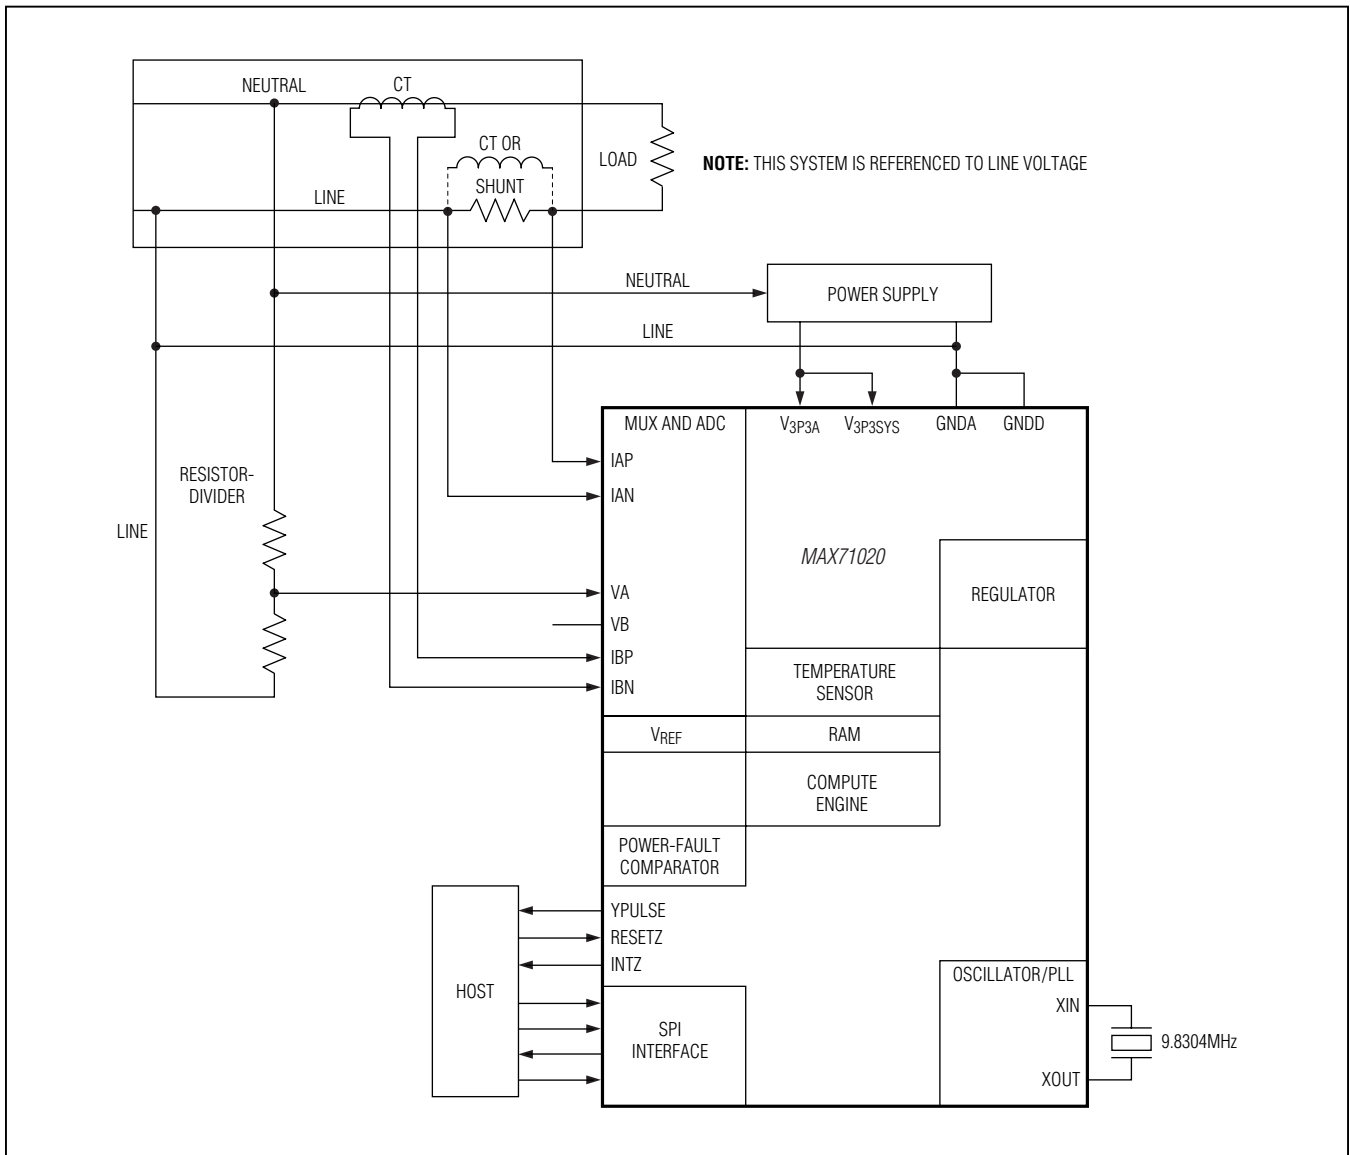 NEUTRAL
CT
CT OR
SHUNT
LOAD
NOTE: THIS SYSTEM IS REFERENCED TO LINE VOLTAGE
LINE
NEUTRAL
POWER SUPPLY
LINE
MUX AND ADC
V3P3A
V3P3SYS
GNDA
GNDD
IAP
IAN
RESISTOR-
DIVIDER
LINE
MAX71020
REGULATOR
VA
VB
IBP
IBN
TEMPERATURE
SENSOR
VREF
RAM
COMPUTE
ENGINE
POWER-FAULT
COMPARATOR
YPULSE
RESETZ
INTZ
HOST
SPI
INTERFACE
OSCILLATOR/PLL
XIN
9.8304MHz
XOUT